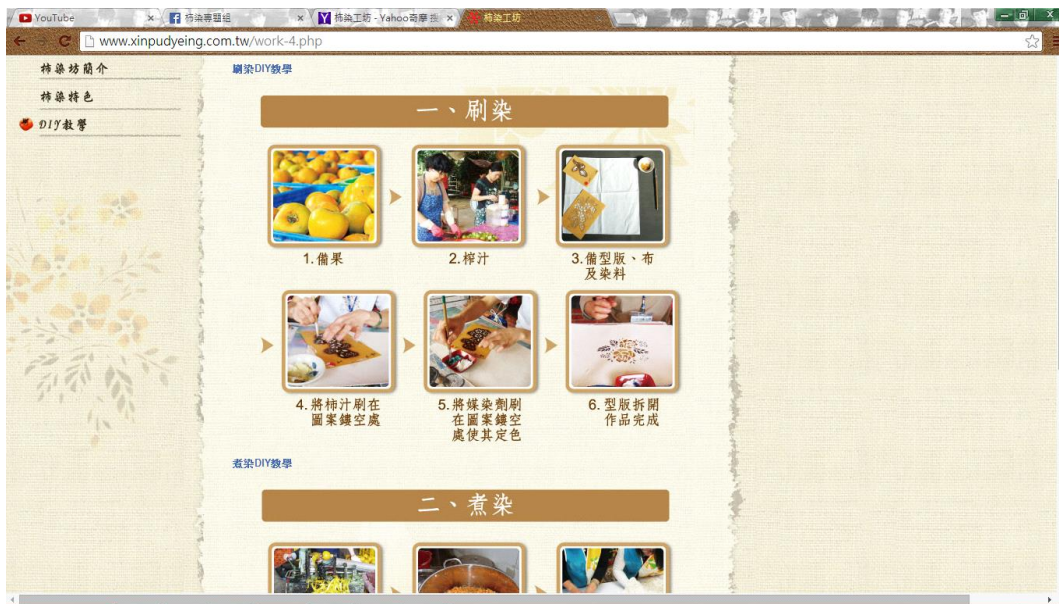 YouTube
柿染專題組
柿染工坊 - Yahoo奇摩 搜
柿染工坊
www.xinpudyeing.com.tw/work-4.php
柿染坊簡介
柿染特色
DIY教學
刷染DIY教學
一、刷染
1. 備果
2. 榨汁
3. 備型版、布
及染料
4. 將柿汁刷在
圖案鏤空處
5. 將媒染劑刷
在圖案鏤空
處使其定色
6. 型版拆開
作品完成
煮染DIY教學
二、煮染